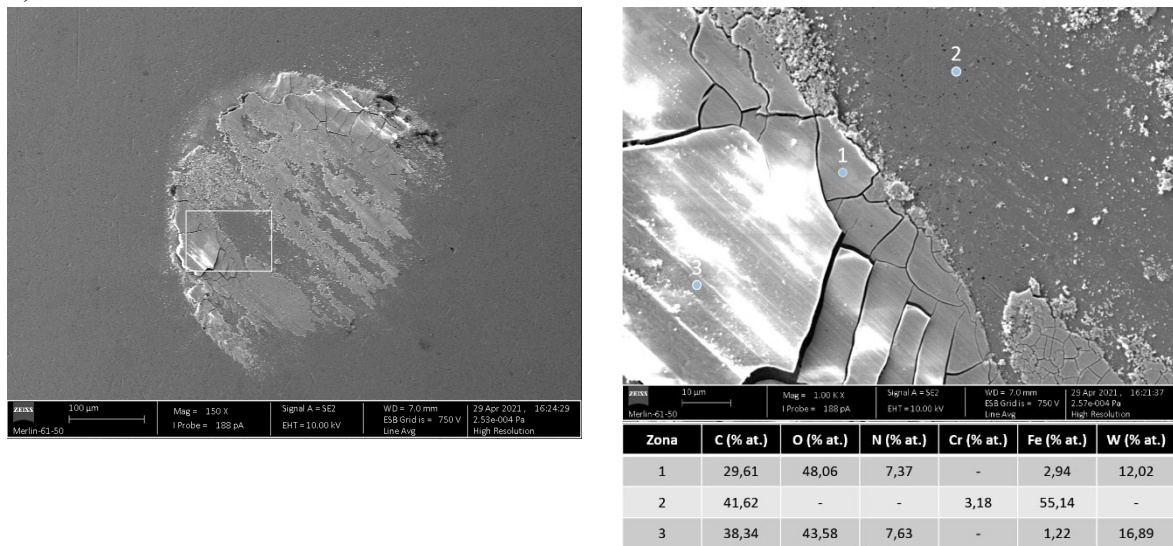 ZEISS
Merlin-61-50
100 µm
Mag = 150 X
I Probe = 188 pA
Signal A = SE2
EHT = 10.00 kV
WD = 7.0 mm
ESB Grid is = 750 V
Line Avg
29 Apr 2021 , 16:24:29
2.53e-004 Pa
High Resolution
2
1
3
ZEISS
Merlin-61-50
10 µm
Mag = 1.00 K X
I Probe = 188 pA
Signal A = SE2
EHT = 10.00 kV
WD = 7.0 mm
ESB Grid is = 750 V
Line Avg
29 Apr 2021 , 16:21:37
2.57e-004 Pa
High Resolution
Zona C (% at.) O (% at.) N (% at.) Cr (% at.) Fe (% at.) W (% at.)
1 29,61 48,06 7,37 - 2,94 12,02
2 41,62 - - 3,18 55,14 -
3 38,34 43,58 7,63 - 1,22 16,89